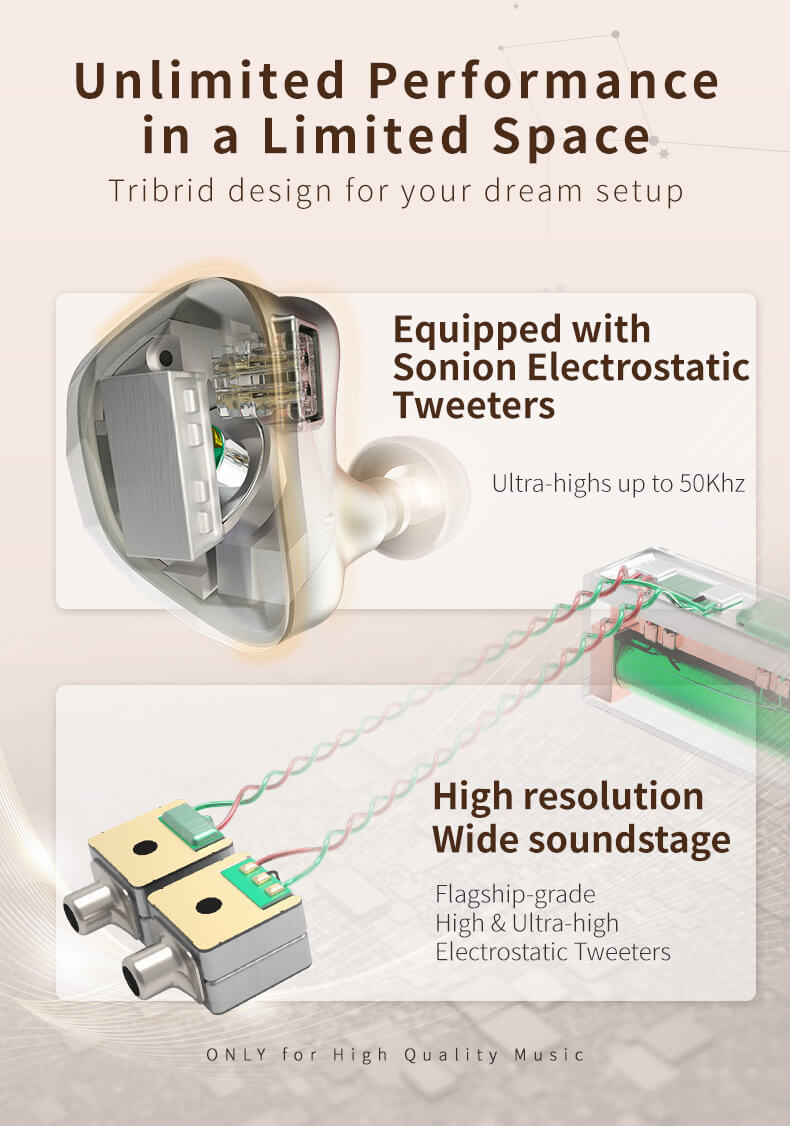 Unlimited Performance
in a Limited Space
Tribrid design for your dream setup
Equipped with
Sonion Electrostatic
Tweeters
Ultra-highs up to 50Khz
High resolution
Wide soundstage
Flagship-grade
High & Ultra-high
Electrostatic Tweeters
ONLY for High Quality Music